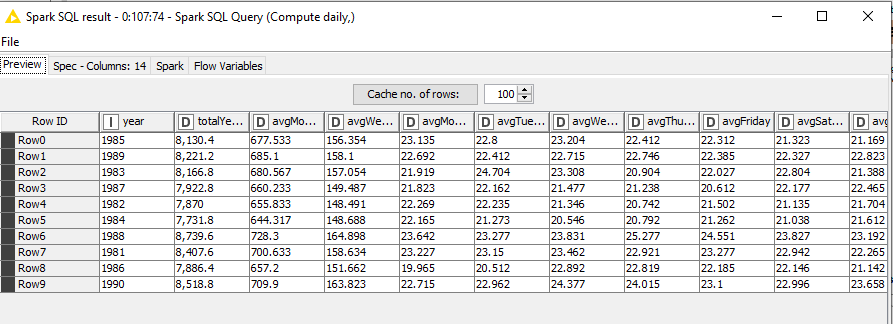 Spark SQL result - 0:107:74 - Spark SQL Query (Compute daily,)
File
Preview Spec - Columns: 14 Spark Flow Variables
Cache no. of rows: 100
Row ID I year D totalYe... D avgMo... D avgWe... D avgMo... D avgTue... D avgWe... D avgThu... D avgFriday D avgSat... D avg
Row0 1985 8,130.4 677.533 156.354 23.135 22.8 23.204 22.412 22.312 21.323 21.169
Row1 1989 8,221.2 685.1 158.1 22.692 22.412 22.715 22.746 22.385 22.327 22.823
Row2 1983 8,166.8 680.567 157.054 21.919 24.704 23.308 20.904 22.027 22.804 21.388
Row3 1987 7,922.8 660.233 149.487 21.823 22.162 21.477 21.238 20.612 22.177 22.465
Row4 1982 7,870 655.833 148.491 22.269 22.235 21.346 20.742 21.502 21.135 21.704
Row5 1984 7,731.8 644.317 148.688 22.165 21.273 20.546 20.792 21.262 21.038 21.612
Row6 1988 8,739.6 728.3 164.898 23.642 23.277 23.831 25.277 24.551 23.827 23.192
Row7 1981 8,407.6 700.633 158.634 23.227 23.15 23.462 22.921 23.277 22.942 22.265
Row8 1986 7,886.4 657.2 151.662 19.965 20.512 22.892 22.819 22.185 22.146 21.142
Row9 1990 8,518.8 709.9 163.823 22.715 22.962 24.377 24.015 23.1 22.996 23.658